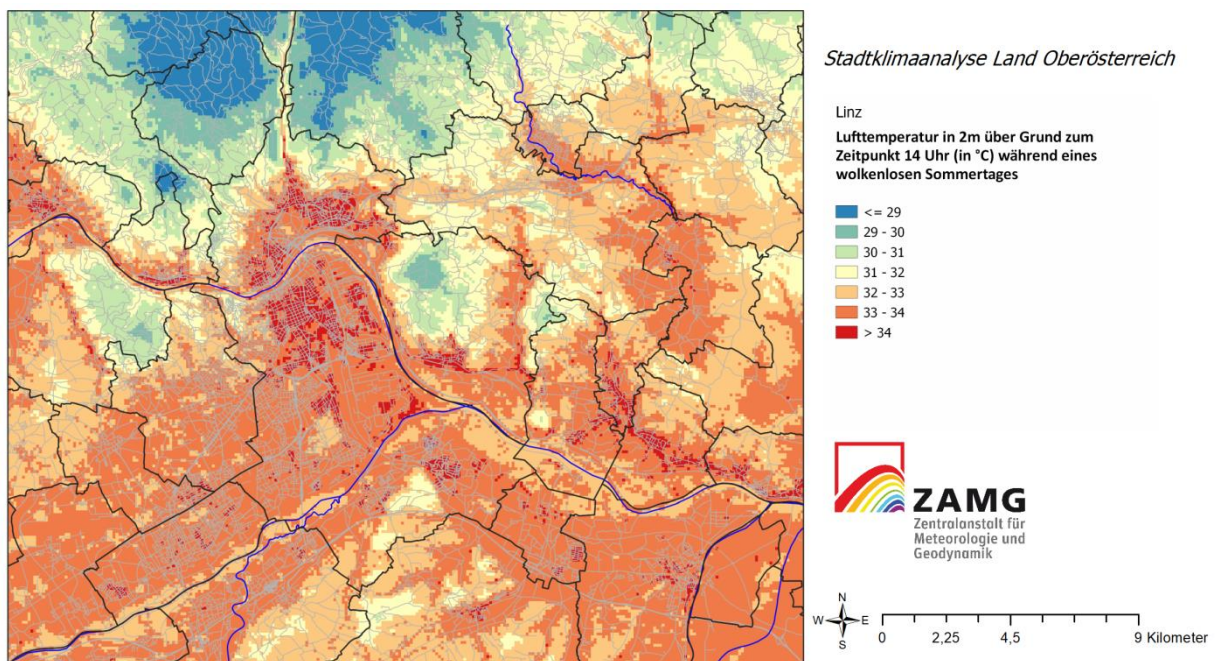 Stadtklimaanalyse Land Oberösterreich
Linz
Lufttemperatur in 2m über Grund zum
Zeitpunkt 14 Uhr (in °C) während eines
wolkenlosen Sommertages
<= 29
29 - 30
30 - 31
31 - 32
32 - 33
33 - 34
> 34
ZAMG
Zentralanstalt für
Meteorologie und
Geodynamik
N
W E
S
0 2,25 4,5 9 Kilometer